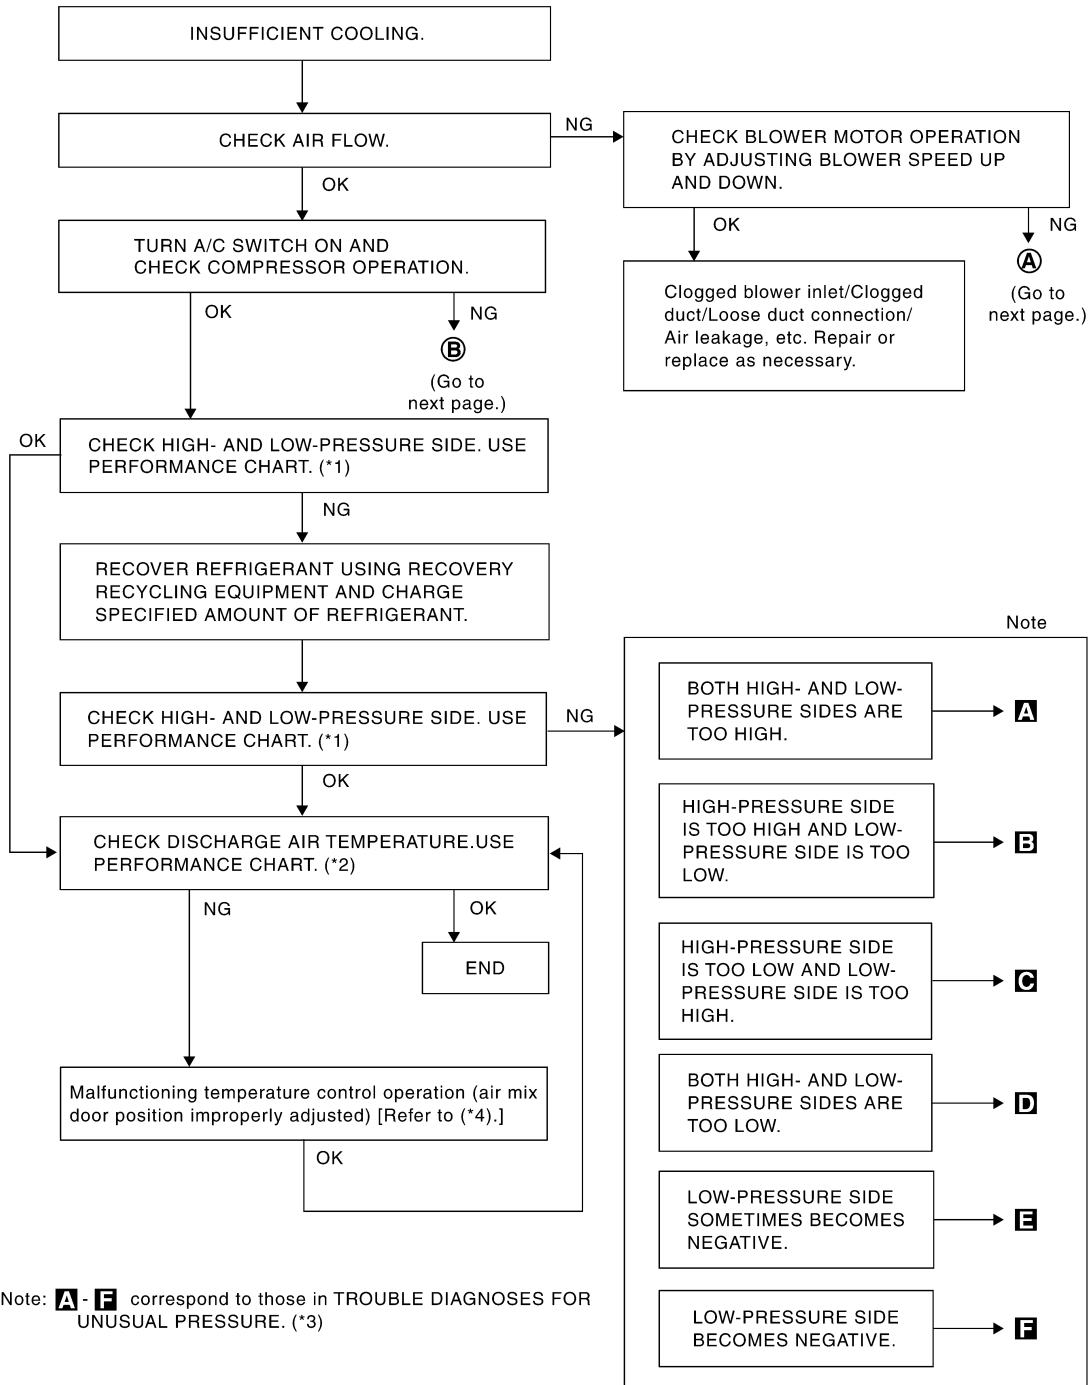 INSUFFICIENT COOLING.
CHECK AIR FLOW.
NG
CHECK BLOWER MOTOR OPERATION
BY ADJUSTING BLOWER SPEED UP
AND DOWN.
OK
OK
NG
TURN A/C SWITCH ON AND
CHECK COMPRESSOR OPERATION.
A
(Go to
next page.)
Clogged blower inlet/Clogged
duct/Loose duct connection/
Air leakage, etc. Repair or
replace as necessary.
OK
NG
B
(Go to
next page.)
OK
CHECK HIGH- AND LOW-PRESSURE SIDE. USE
PERFORMANCE CHART. (*1)
NG
RECOVER REFRIGERANT USING RECOVERY
RECYCLING EQUIPMENT AND CHARGE
SPECIFIED AMOUNT OF REFRIGERANT.
CHECK HIGH- AND LOW-PRESSURE SIDE. USE
PERFORMANCE CHART. (*1)
NG
OK
CHECK DISCHARGE AIR TEMPERATURE.USE
PERFORMANCE CHART. (*2)
NG
OK
END
Malfunctioning temperature control operation (air mix
door position improperly adjusted) [Refer to (*4).]
OK
Note
BOTH HIGH- AND LOW-
PRESSURE SIDES ARE
TOO HIGH.
A
HIGH-PRESSURE SIDE
IS TOO HIGH AND LOW-
PRESSURE SIDE IS TOO
LOW.
B
HIGH-PRESSURE SIDE
IS TOO LOW AND LOW-
PRESSURE SIDE IS TOO
HIGH.
C
BOTH HIGH- AND LOW-
PRESSURE SIDES ARE
TOO LOW.
D
LOW-PRESSURE SIDE
SOMETIMES BECOMES
NEGATIVE.
E
LOW-PRESSURE SIDE
BECOMES NEGATIVE.
F
Note: A - F correspond to those in TROUBLE DIAGNOSES FOR
UNUSUAL PRESSURE. (*3)